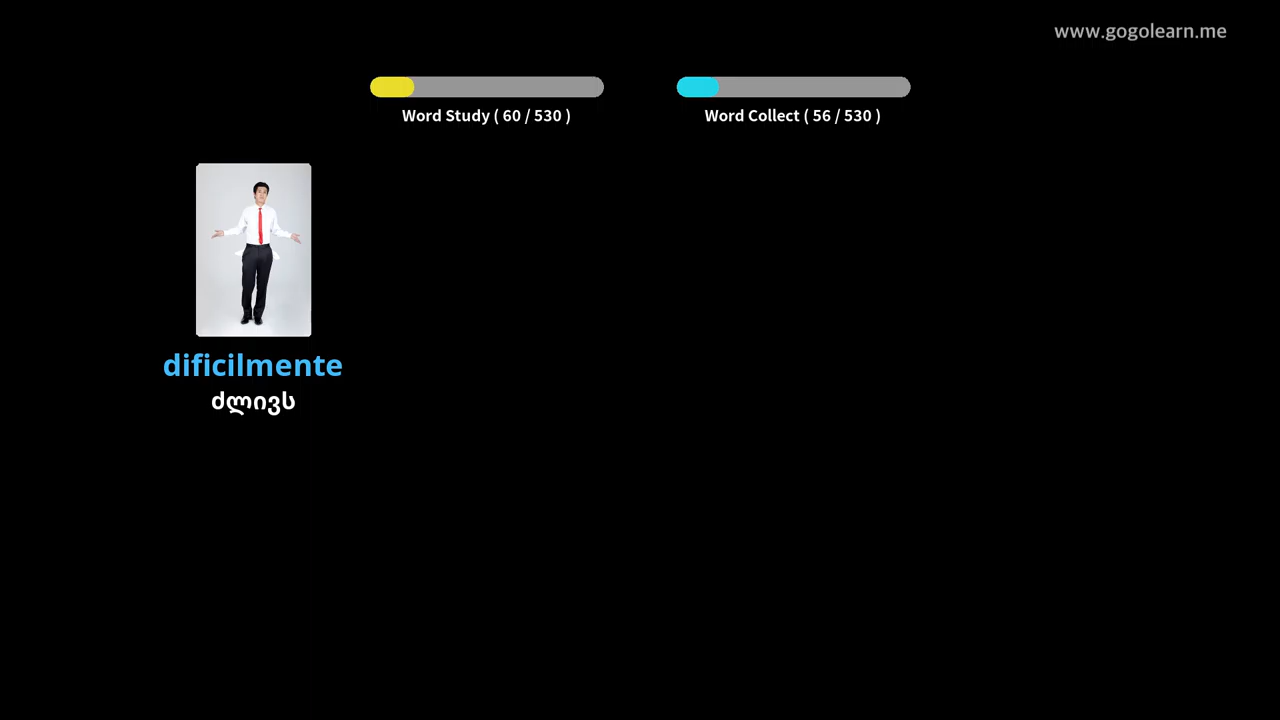 www.gogolearn.me
Word Study ( 60 / 530 )
Word Collect ( 56 / 530 )
dificilmente
ძლივს